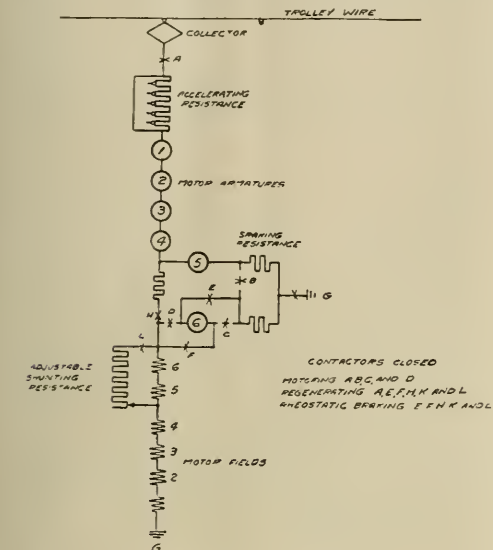 TROLLEY WIRE
COLLECTOR
A
ACCELERATING
RESISTANCE
1
2
MOTOR ARMATURES
3
4
BRAKING
RESISTANCE
5
B
E
G
H
D
6
C
L
F
ADJUSTABLE
SHUNTING
RESISTANCE
6
5
4
3
MOTOR FIELDS
2
G
CONTACTORS CLOSED
MOTORING A B, C, AND D
REGENERATING A, E, F, H, K AND L
RHEOSTATIC BRAKING E F H K AND L